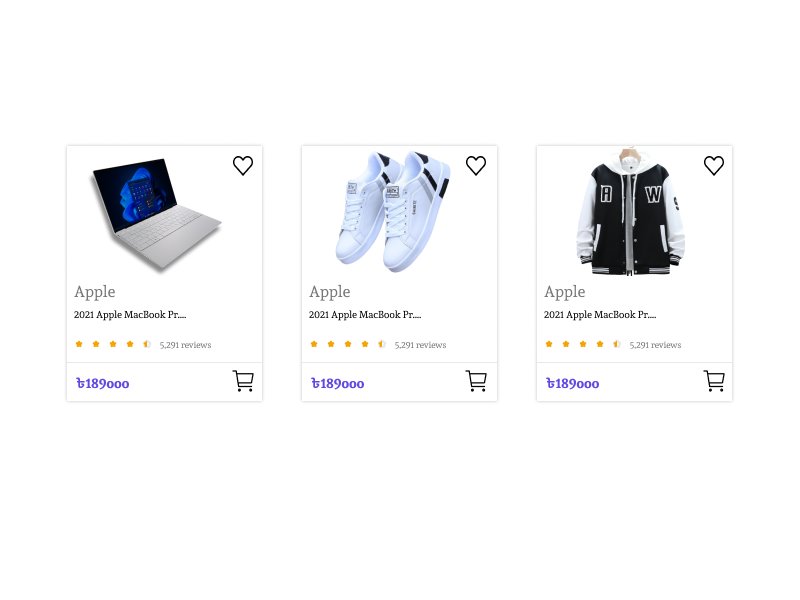 A W
Apple
2021 Apple MacBook Pr....
5,291 reviews
৳189000
Apple
2021 Apple MacBook Pr....
5,291 reviews
৳189000
Apple
2021 Apple MacBook Pr....
5,291 reviews
৳189000